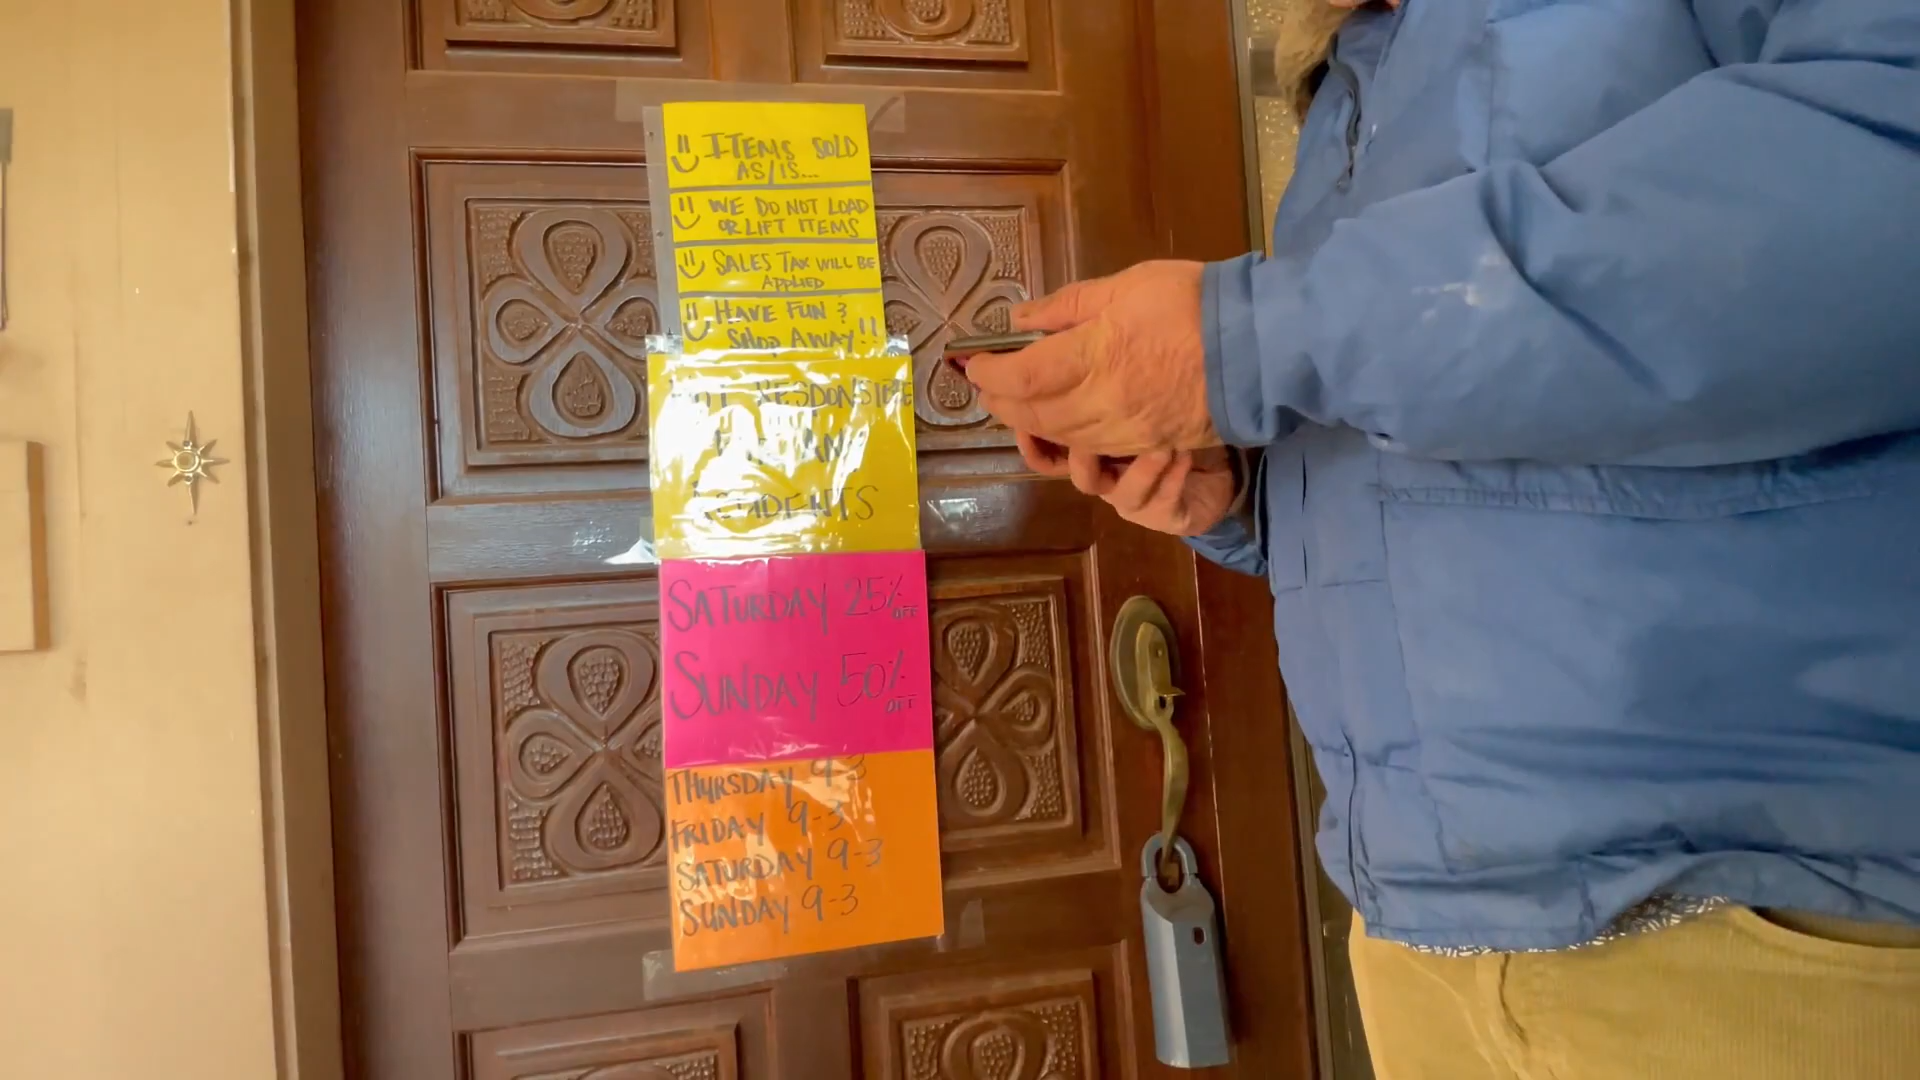 ITEMS SOLD
AS/IS...
WE DO NOT LOAD
OR LIFT ITEMS
SALES TAX WILL BE
APPLIED
HAVE FUN ?
SHOP AWAY!!
RESPONSIBLE
SATURDAY 25% OFF
SUNDAY 50% OFF
THURSDAY 9-3
FRIDAY 9-3
SATURDAY 9-3
SUNDAY 9-3